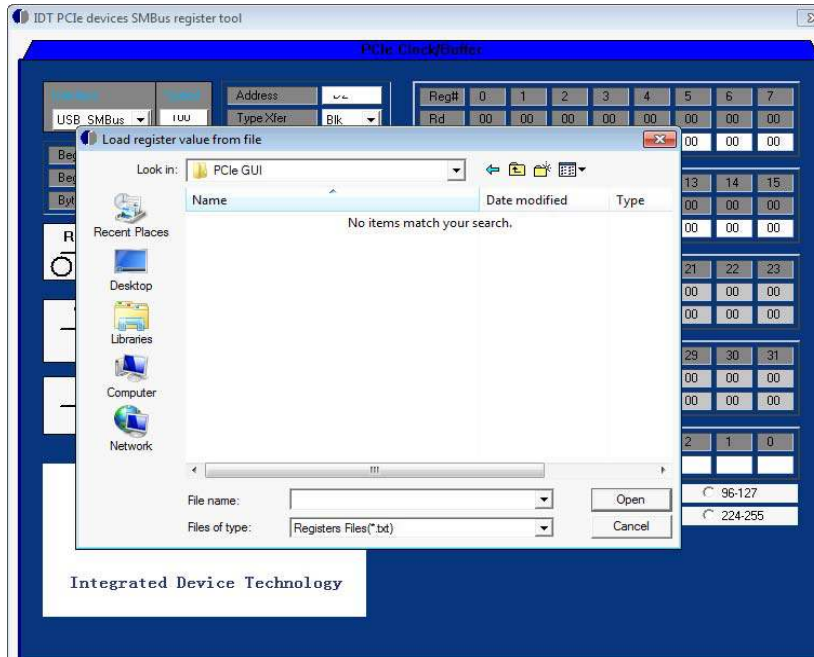 IDT PCIe devices SMBus register tool
PCIe Clock/Buffer
Address
Reg# 0 1 2 3 4 5 6 7
USB SMBus 100 Type Xfer Blk Rd 00 00 00 00 00 00 00 00
Load register value from file
00 00 00
Look in: PCIe GUI
13 14 15
Name Date modified Type
00 00 00
No items match your search.
00 00 00
Recent Places
Desktop
21 22 23
00 00 00
00 00 00
Libraries
29 30 31
00 00 00
Computer
00 00 00
Network
2 1 0
File name: Open
96-127
Files of type: Registers Files(*.txt) Cancel
224-255
Integrated Device Technology